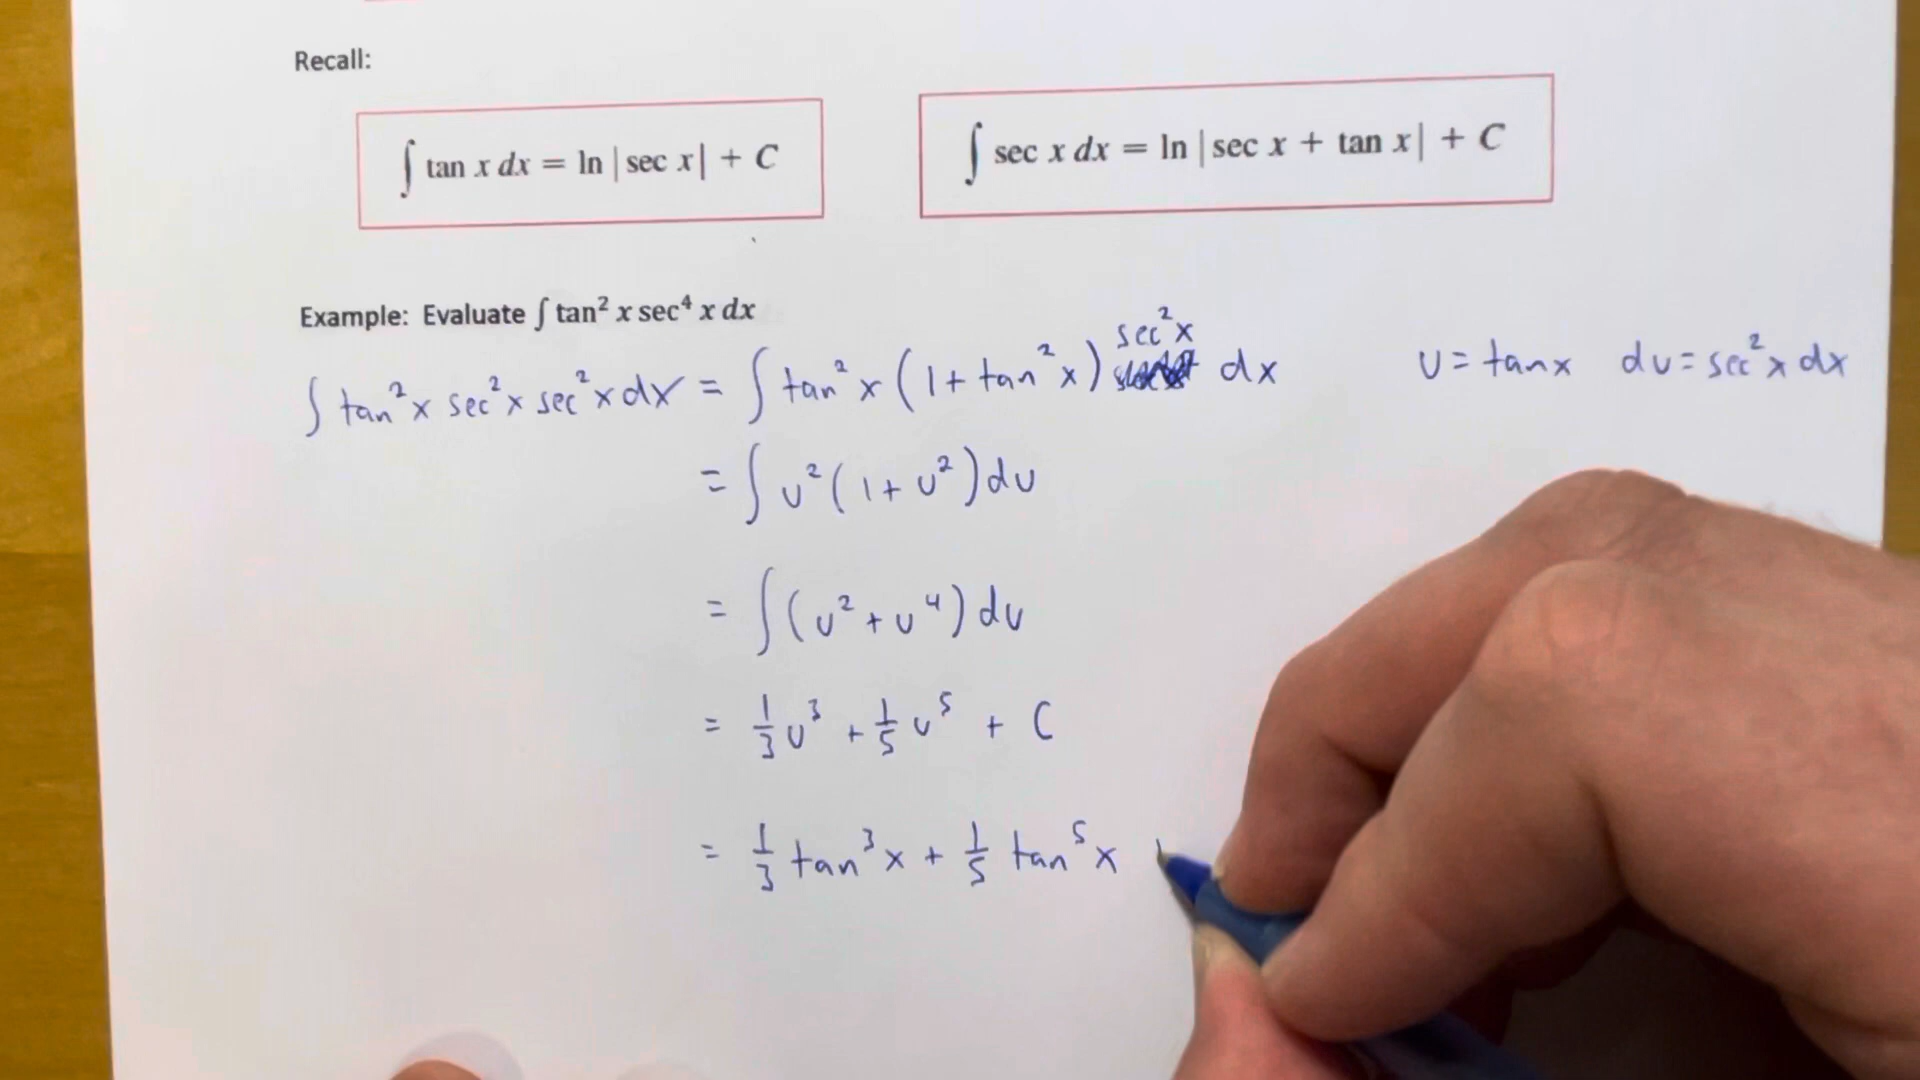 Recall:
∫ tan x dx = ln |sec x| + C
∫ sec x dx = ln |sec x + tan x| + C
Example: Evaluate ∫ tan² x sec⁴ x dx
∫ tan²x sec²x sec²x dx = ∫ tan²x (1 + tan²x) sec²x dx
u = tanx du = sec²x dx
= ∫ u² (1 + u²) du
= ∫ (u² + u⁴) du
= 1/3 u³ + 1/5 u⁵ + C
= 1/3 tan³x + 1/5 tan⁵x